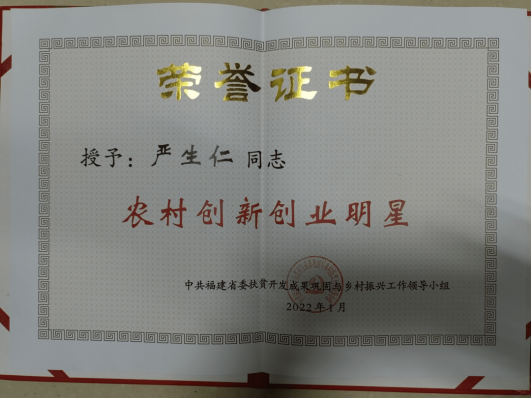 荣誉证书
授予：严生仁 同志
农村创新创业明星
中共福建省委扶贫开发成果巩固与乡村振兴工作领导小组
2022年1月